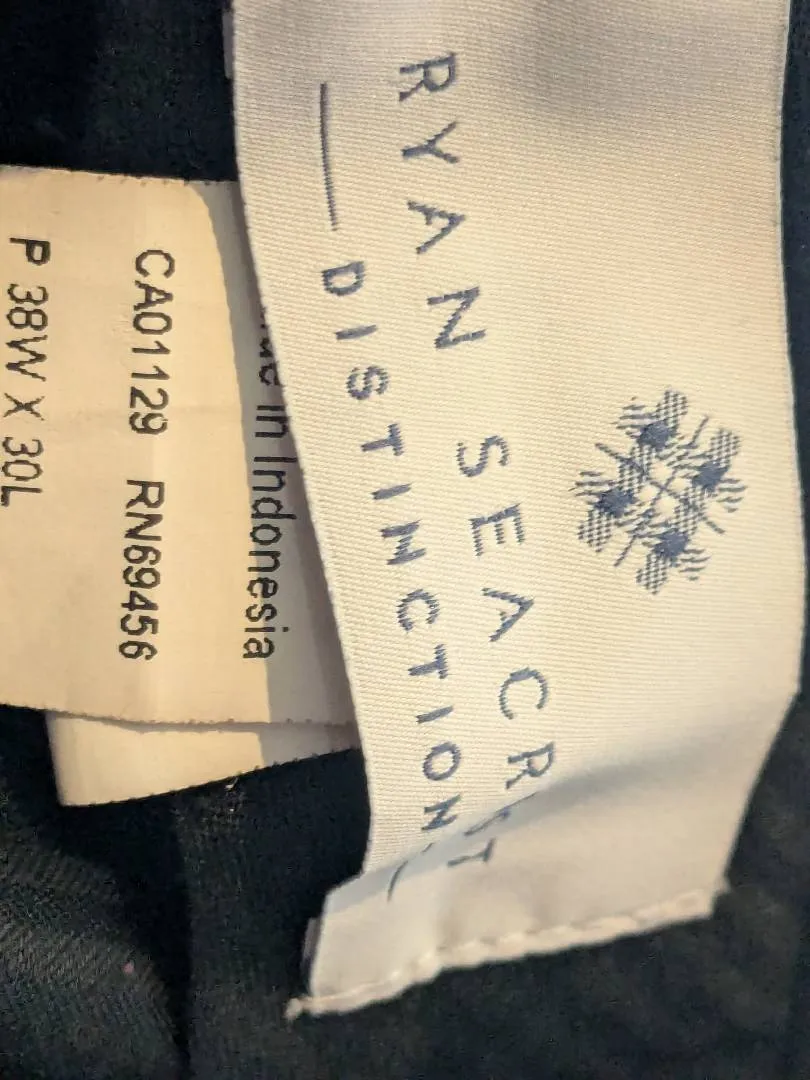 RYAN SEACREST
DISTINCTION
in Indonesia
CA01129 RN69456
P 38W X 30L